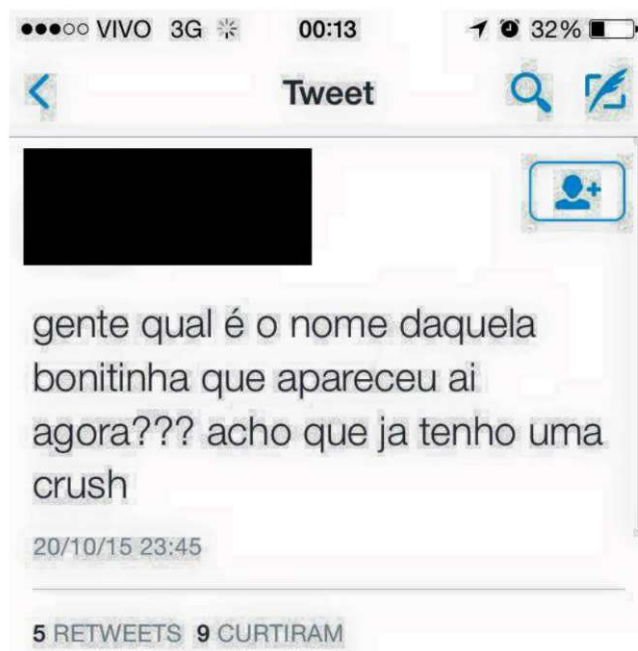 VIVO 3G 00:13 32%
Tweet
gente qual é o nome daquela
bonitinha que apareceu ai
agora??? acho que ja tenho uma
crush
20/10/15 23:45
5 RETWEETS 9 CURTIRAM